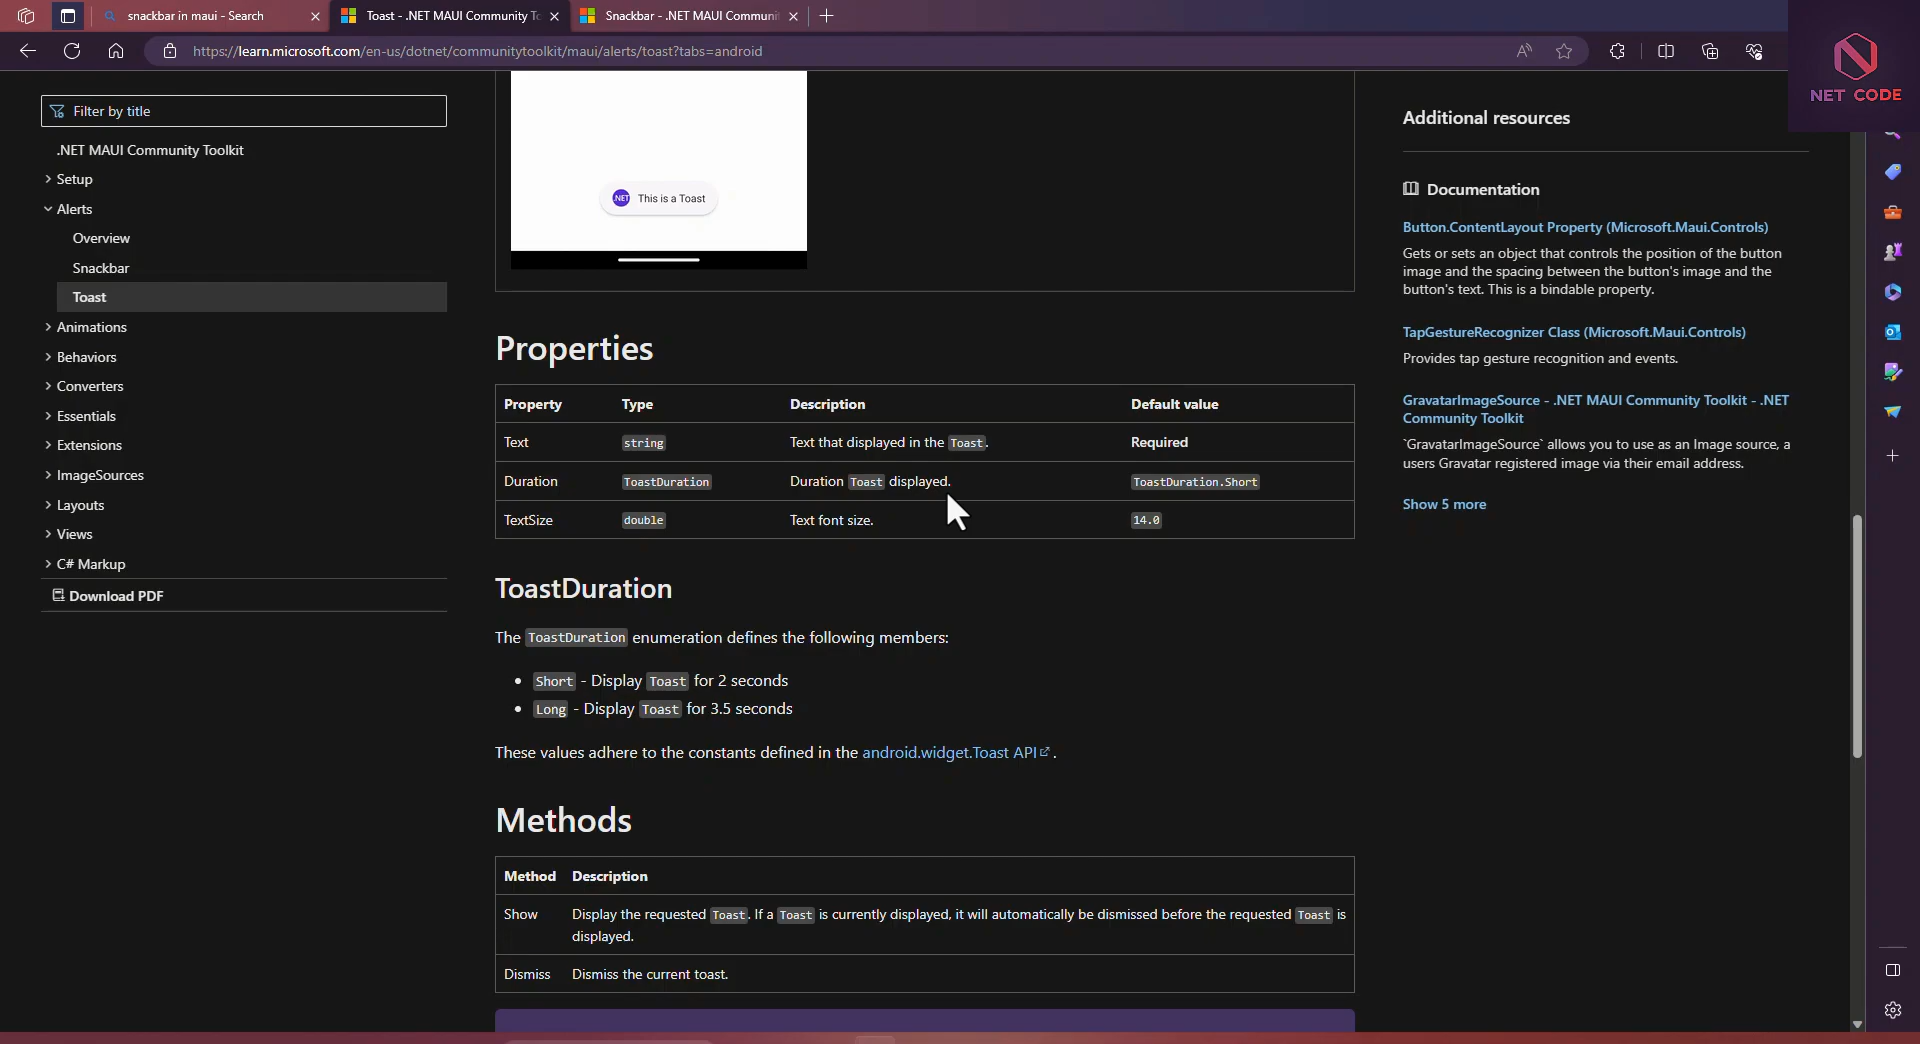 snackbar in maui - Search
Toast - .NET MAUI Community To
Snackbar - .NET MAUI Communit
https://learn.microsoft.com/en-us/dotnet/communitytoolkit/maui/alerts/toast?tabs=android
NET CODE
Filter by title
.NET MAUI Community Toolkit
Setup
Alerts
Overview
Snackbar
Toast
Animations
Behaviors
Converters
Essentials
Extensions
ImageSources
Layouts
Views
C# Markup
Download PDF
.NET This is a Toast
Properties
Property Type Description Default value
Text string Text that displayed in the Toast. Required
Duration ToastDuration Duration Toast displayed. ToastDuration.Short
TextSize double Text font size. 14.0
ToastDuration
The ToastDuration enumeration defines the following members:
• Short - Display Toast for 2 seconds
• Long - Display Toast for 3.5 seconds
These values adhere to the constants defined in the android.widget.Toast API.
Methods
Method Description
Show Display the requested Toast. If a Toast is currently displayed, it will automatically be dismissed before the requested Toast is
displayed.
Dismiss Dismiss the current toast.
Additional resources
Documentation
Button.ContentLayout Property (Microsoft.Maui.Controls)
Gets or sets an object that controls the position of the button
image and the spacing between the button's image and the
button's text. This is a bindable property.
TapGestureRecognizer Class (Microsoft.Maui.Controls)
Provides tap gesture recognition and events.
GravatarImageSource - .NET MAUI Community Toolkit - .NET
Community Toolkit
`GravatarImageSource` allows you to use as an Image source, a
users Gravatar registered image via their email address.
Show 5 more